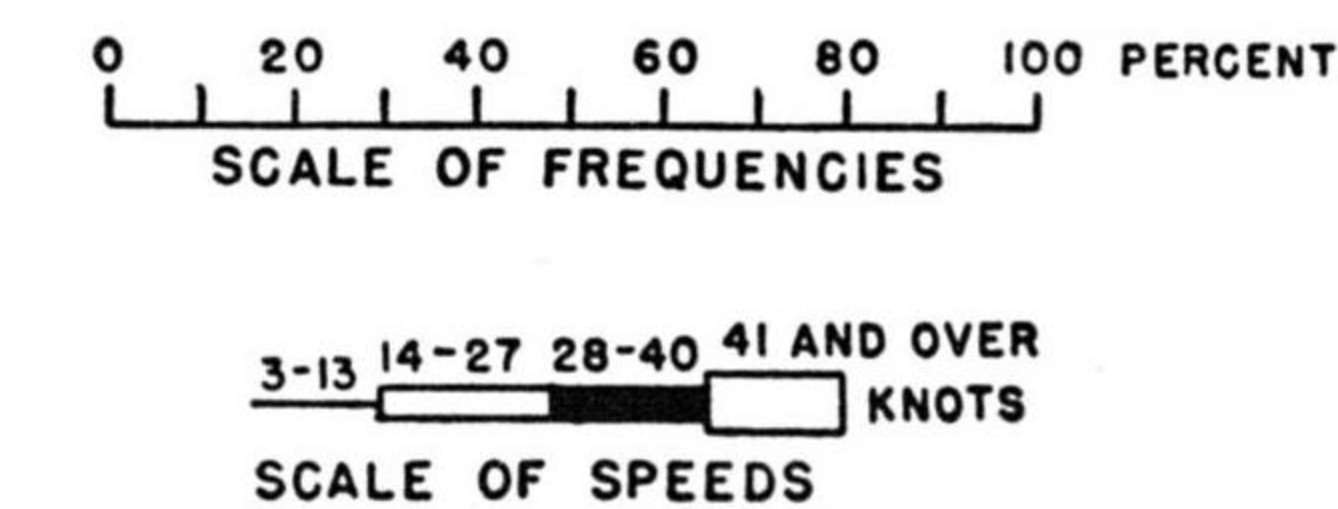 0 20 40 60 80 100 PERCENT
SCALE OF FREQUENCIES
3-13 14-27 28-40 41 AND OVER
KNOTS
SCALE OF SPEEDS